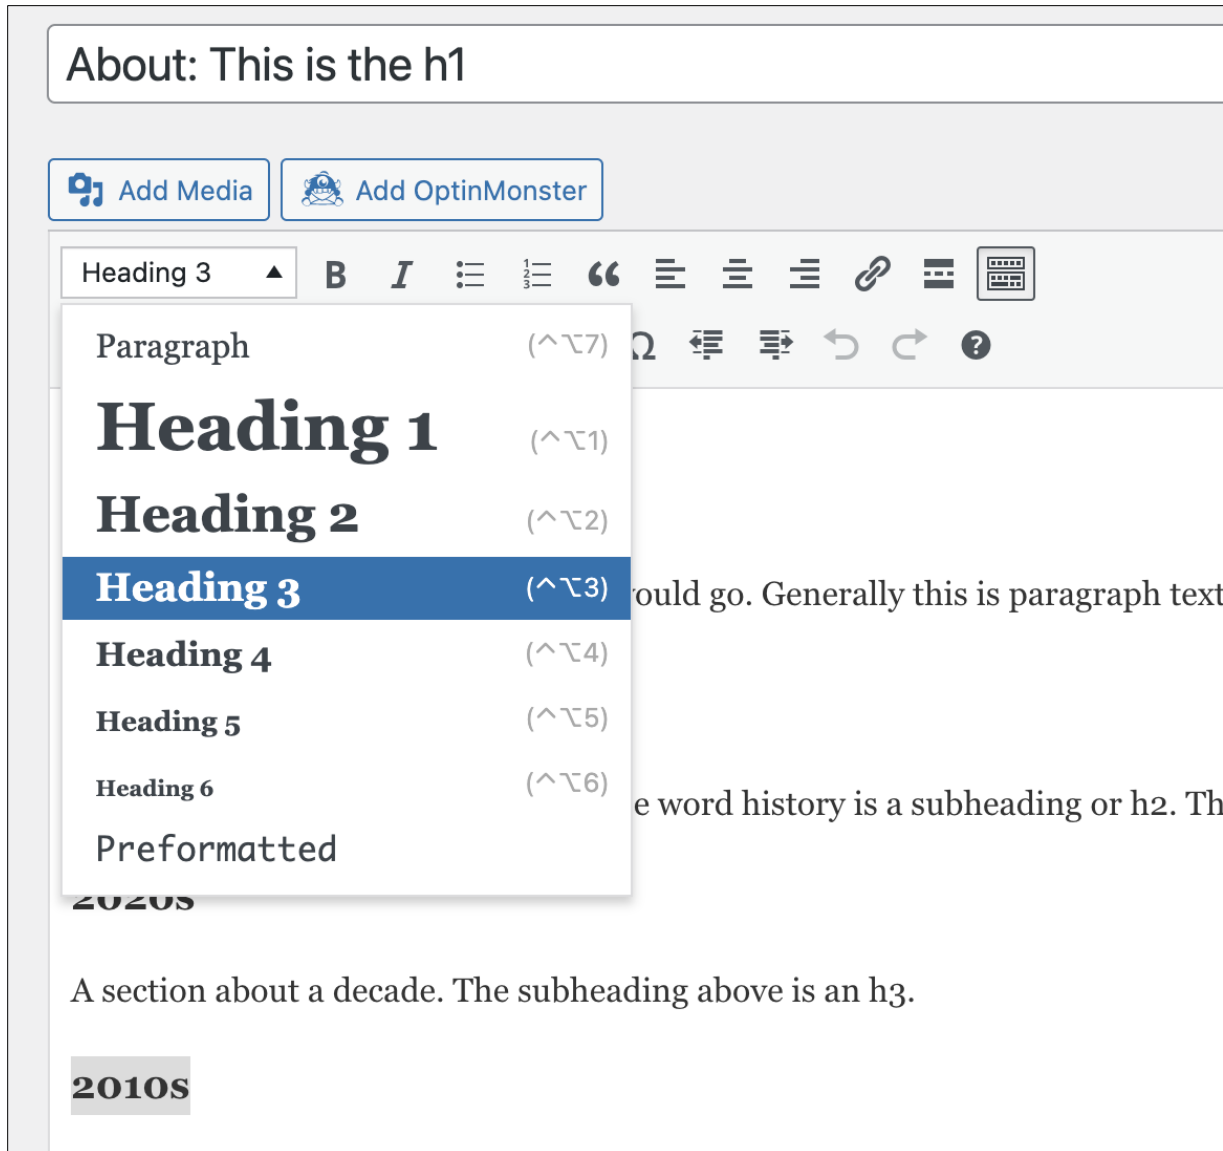 About: This is the h1
Add Media Add OptinMonster
Heading 3
Paragraph (^⌥7)
Heading 1 (^⌥1)
Heading 2 (^⌥2)
Heading 3 (^⌥3) ould go. Generally this is paragraph text
Heading 4 (^⌥4)
Heading 5 (^⌥5)
Heading 6 (^⌥6)
e word history is a subheading or h2. Th
Preformatted
2020s
A section about a decade. The subheading above is an h3.
2010s